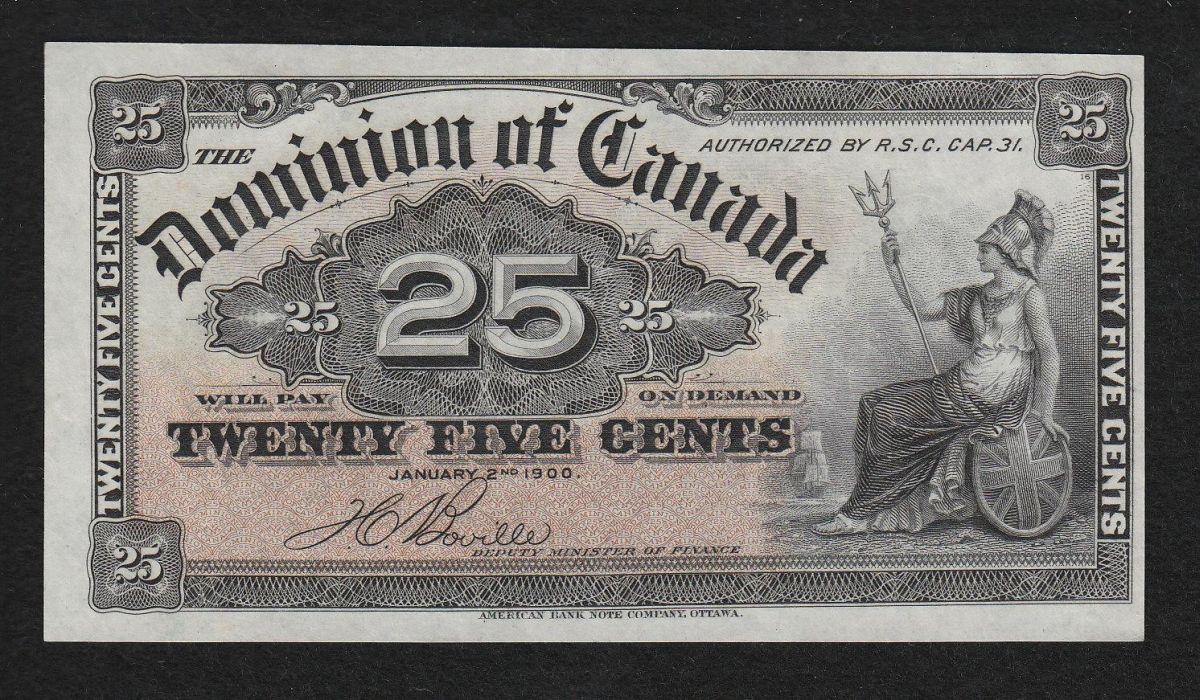 25
25
THE Dominion of Canada
AUTHORIZED BY R.S.C. CAP. 31.
16
TWENTY FIVE CENTS
TWENTY FIVE CENTS
25
25
25
WILL PAY ON DEMAND
TWENTY FIVE CENTS
JANUARY 2ND 1900.
J.C. Boville
DEPUTY MINISTER OF FINANCE
25
AMERICAN BANK NOTE COMPANY, OTTAWA.